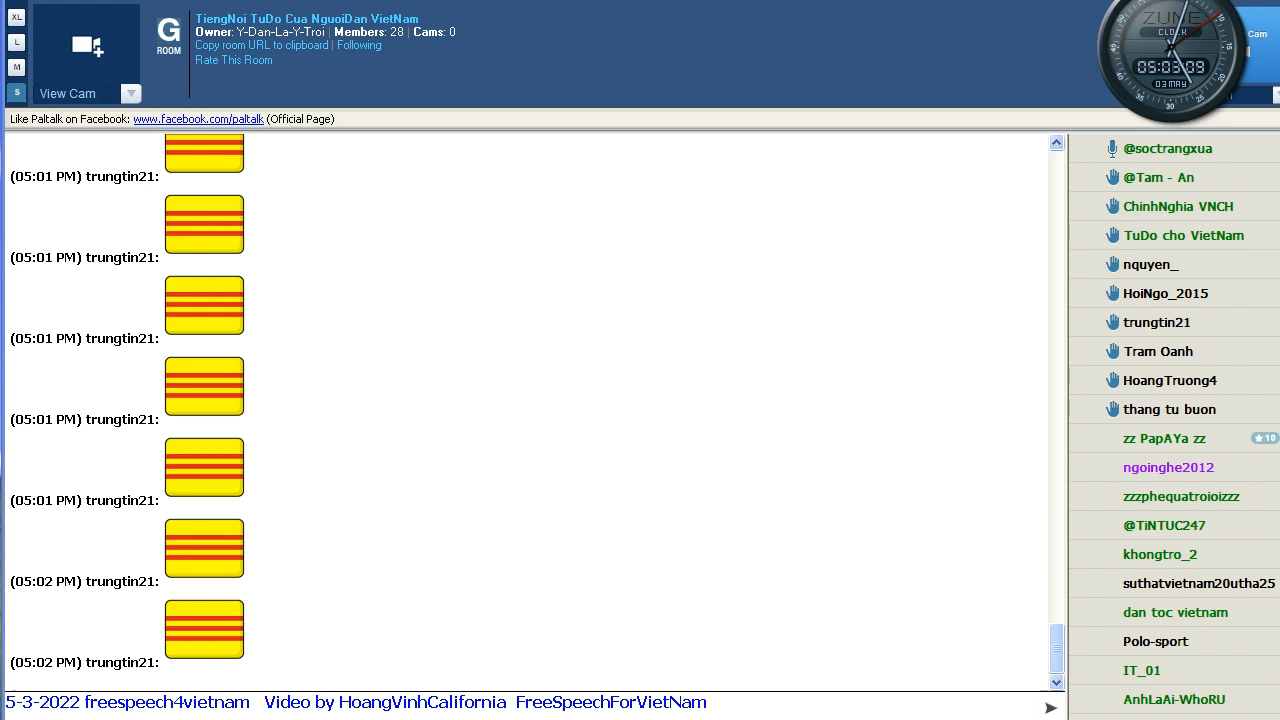 XL
L
M
S
View Cam
G
ROOM
TiengNoi TuDo Cua NguoiDan VietNam
Owner: Y-Dan-La-Y-Troi | Members: 28 | Cams: 0
Copy room URL to clipboard | Following
Rate This Room
ZUNE
CLOCK
05:03:09
03 MAY
Cam
Like Paltalk on Facebook: www.facebook.com/paltalk (Official Page)
(05:01 PM) trungtin21:
(05:01 PM) trungtin21:
(05:01 PM) trungtin21:
(05:01 PM) trungtin21:
(05:01 PM) trungtin21:
(05:02 PM) trungtin21:
(05:02 PM) trungtin21:
@soctrangxua
@Tam - An
ChinhNghia VNCH
TuDo cho VietNam
nquyen_
HoiNgo_2015
trungtin21
Tram Oanh
HoangTruong4
thang tu buon
zz PapAYa zz
10
ngoinghe2012
zzzphequatroioizzz
@TiNTUC247
khongtro_2
suthatvietnam20utha25
dan toc vietnam
Polo-sport
IT_01
AnhLaAi-WhoRU
5-3-2022 freespeech4vietnam Video by HoangVinhCalifornia FreeSpeechForVietNam